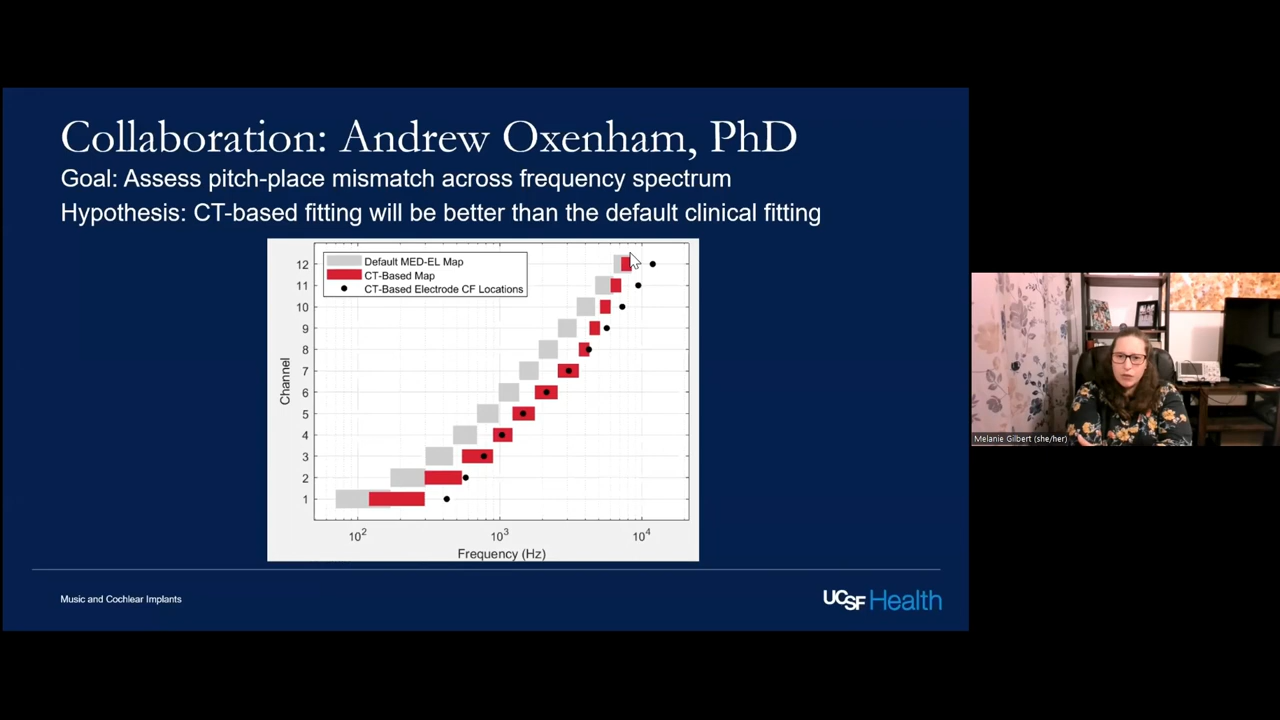 Collaboration: Andrew Oxenham, PhD
Goal: Assess pitch-place mismatch across frequency spectrum
Hypothesis: CT-based fitting will be better than the default clinical fitting
Default MED-EL Map
CT-Based Map
CT-Based Electrode CF Locations
Channel
12
11
10
9
8
7
6
5
4
3
2
1
10²
10³
10⁴
Frequency (Hz)
Music and Cochlear Implants
UCSF Health
Melanie Gilbert (she/her)